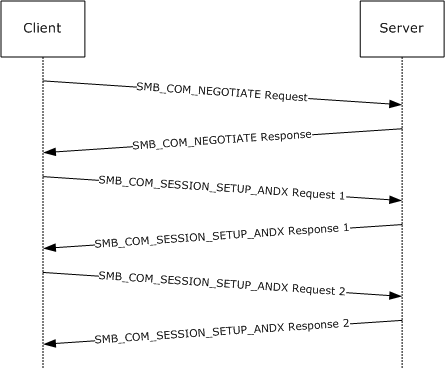 Client
Server
SMB_COM_NEGOTIATE Request
SMB_COM_NEGOTIATE Response
SMB_COM_SESSION_SETUP_ANDX Request 1
SMB_COM_SESSION_SETUP_ANDX Response 1
SMB_COM_SESSION_SETUP_ANDX Request 2
SMB_COM_SESSION_SETUP_ANDX Response 2